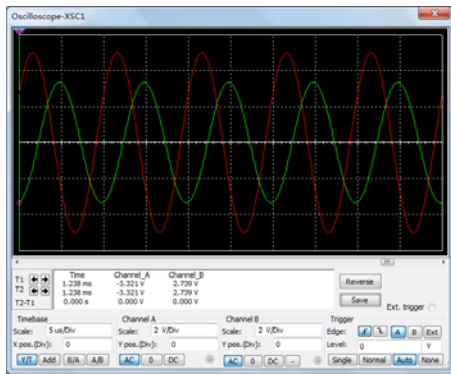 Oscilloscope-XSC1
Time Channel_A Channel_B
T1 1.238 ms -3.321 V 2.739 V
T2 1.238 ms -3.321 V 2.739 V
T2-T1 0.000 s 0.000 V 0.000 V
Reverse
Save
Ext. trigger
Timebase
Scale: 5 us/Div
X pos.(Div): 0
Y/T Add B/A A/B
Channel A
Scale: 2 V/Div
Y pos.(Div): 0
AC 0 DC
Channel B
Scale: 2 V/Div
Y pos.(Div): 0
AC 0 DC -
Trigger
Edge: A B Ext
Level: 0 V
Single Normal Auto None